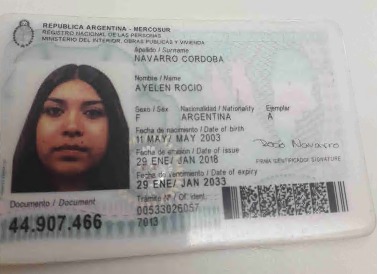 REPUBLICA ARGENTINA - MERCOSUR
REGISTRO NACIONAL DE LAS PERSONAS
MINISTERIO DEL INTERIOR, OBRAS PUBLICAS Y VIVIENDA
Apellido / Surname
NAVARRO CORDOBA
Nombre / Name
AYELEN ROCIO
Sexo / Sex Nacionalidad / Nationality Ejemplar
F ARGENTINA A
Fecha de nacimiento / Date of birth
11 MAY/ MAY 2003
Fecha de emisión / Date of issue
29 ENE/ JAN 2018
Rocio Navarro
FIRMA IDENTIFICADO/ SIGNATURE
Fecha de vencimiento / Date of expiry
29 ENE/ JAN 2033
Documento / Document
44.907.466
Trámite Nº / Of. ident.
00533026057
7013